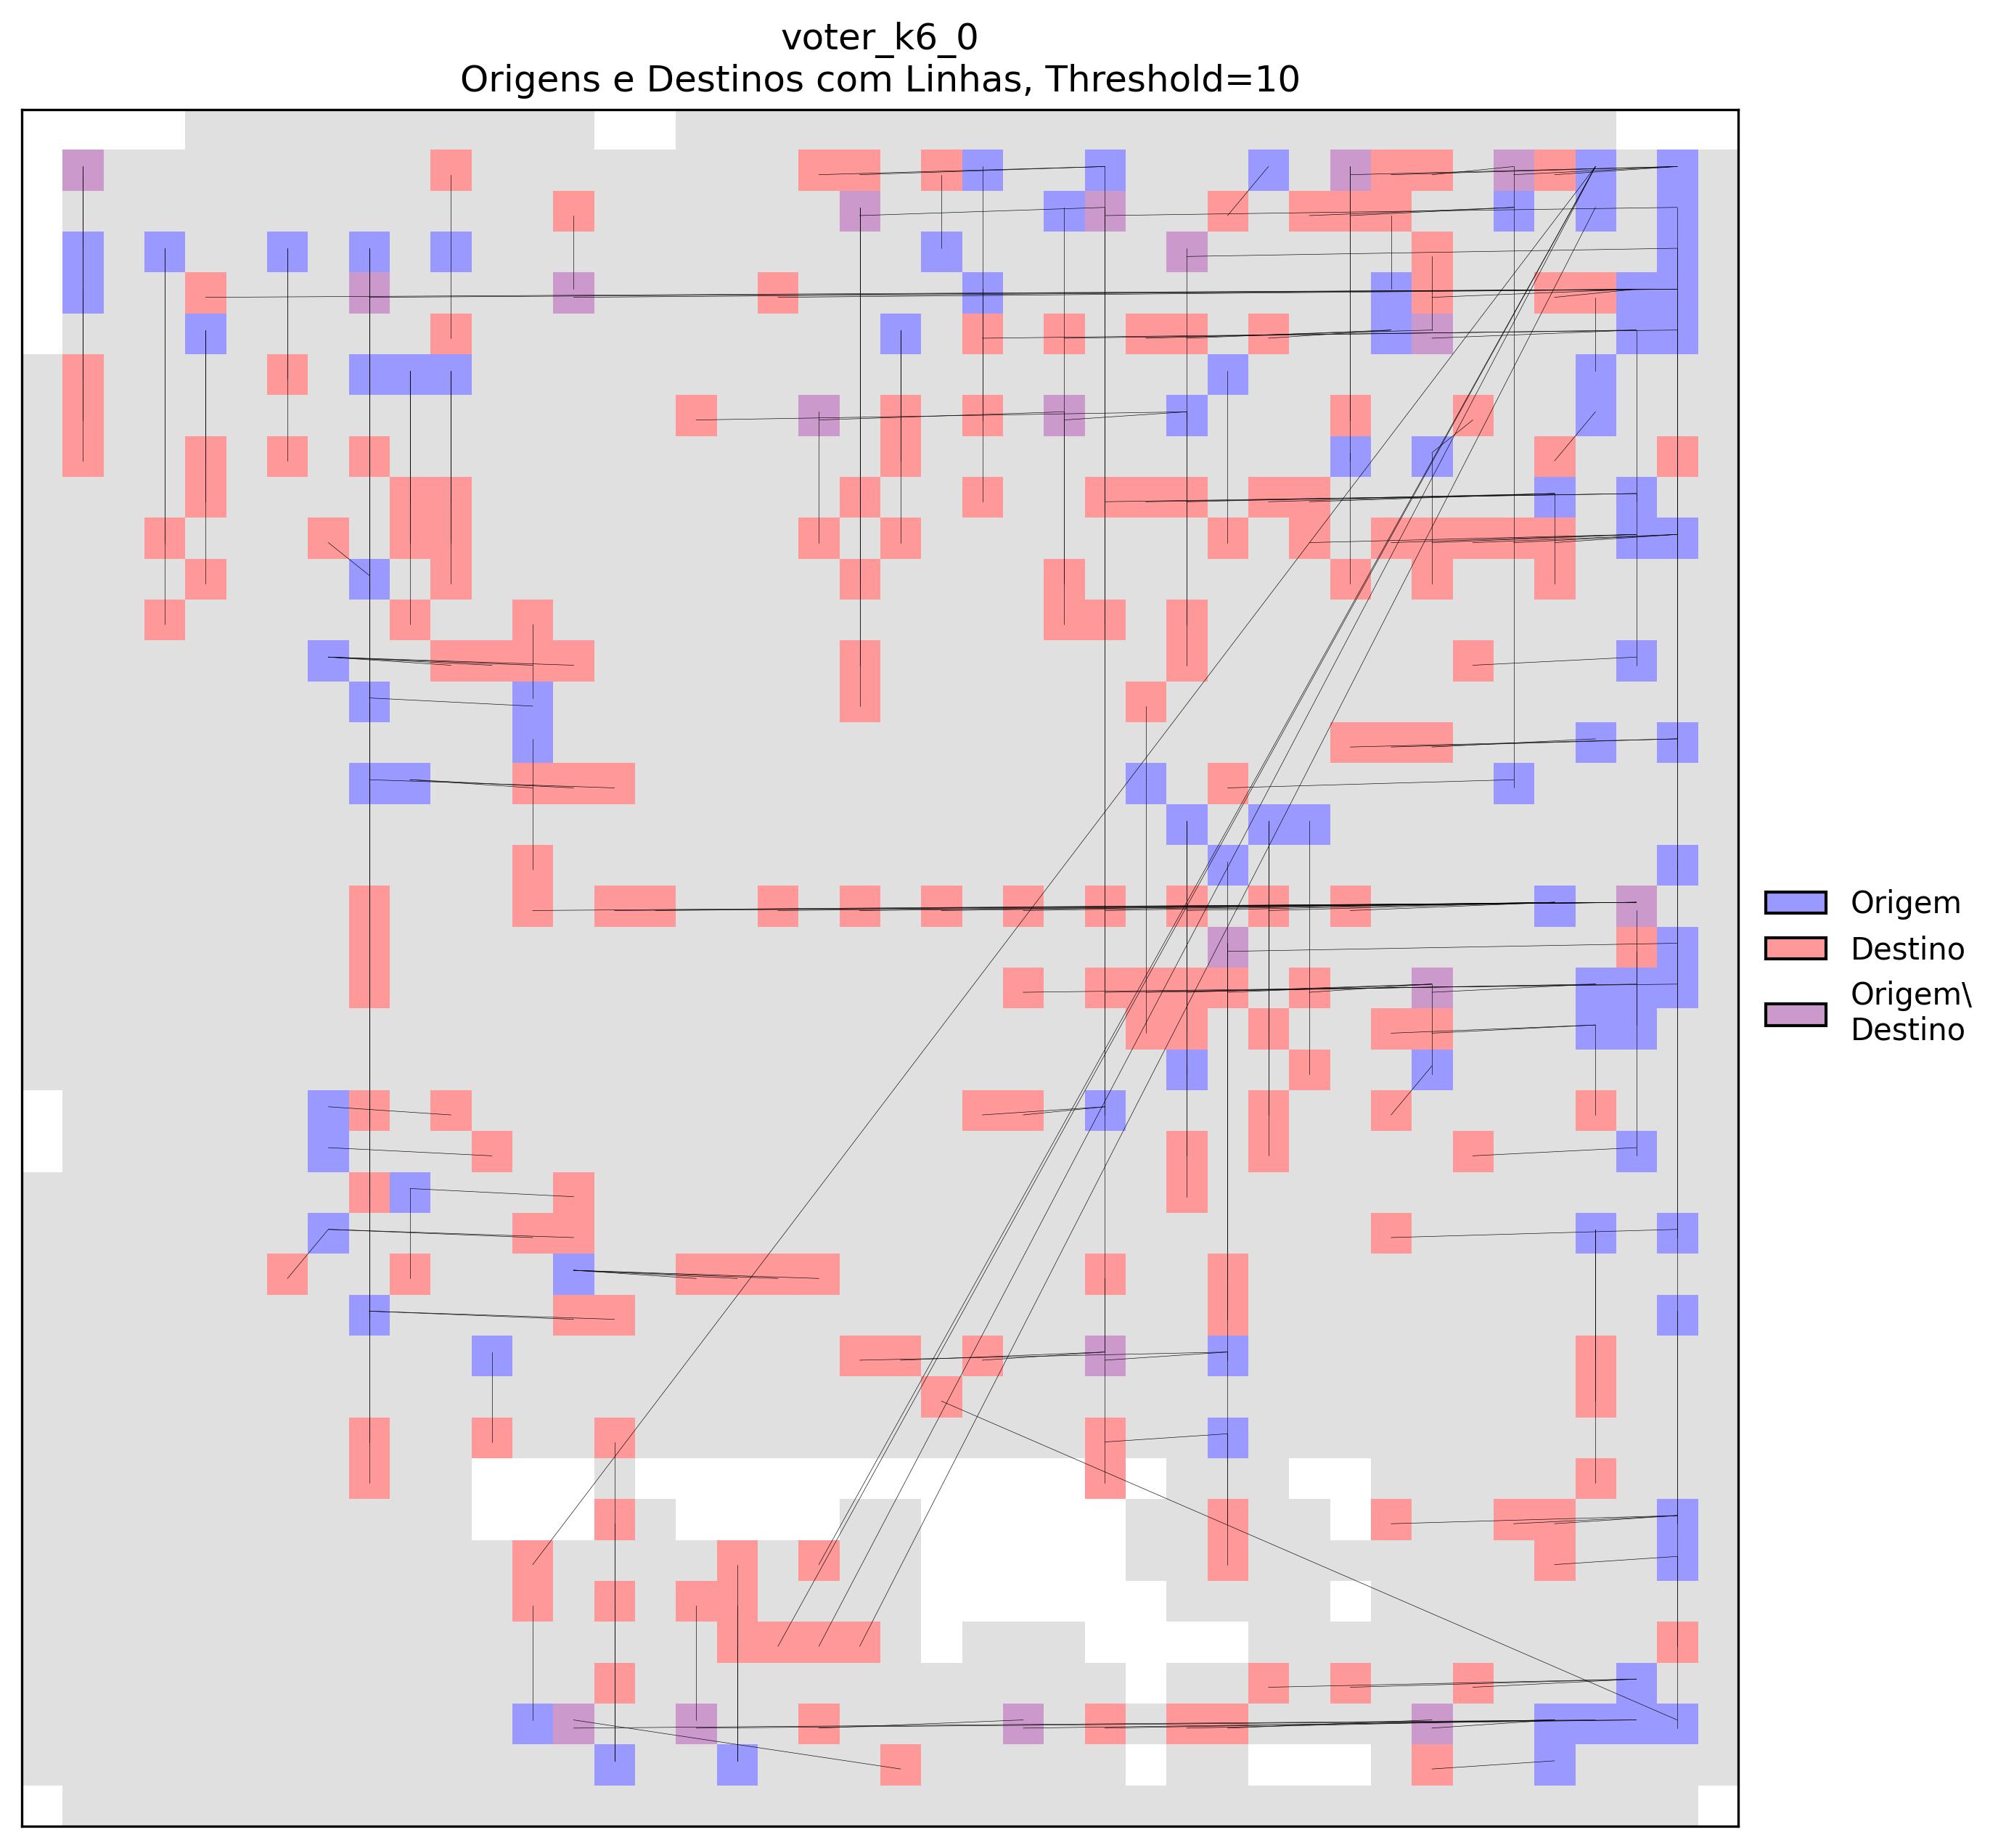 voter_k6_0
Origens e Destinos com Linhas, Threshold=10
Origem
Destino
Origem\
Destino